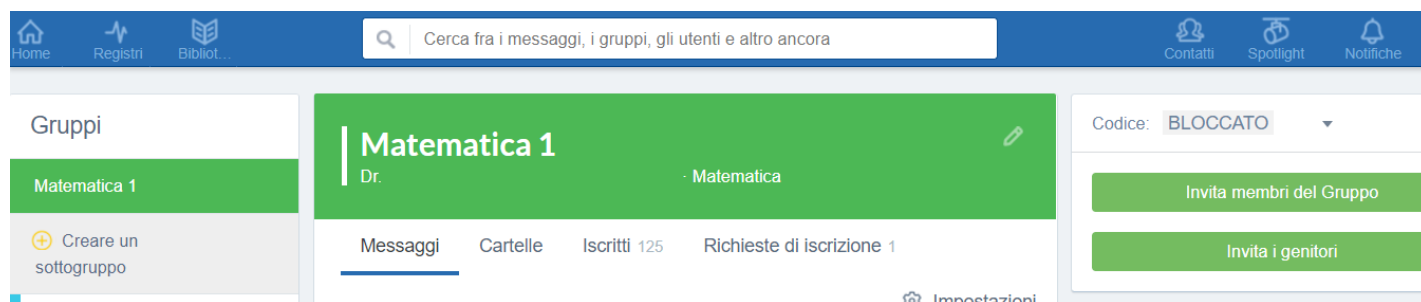 Home
Registri
Bibliot...
Cerca fra i messaggi, i gruppi, gli utenti e altro ancora
Contatti
Spotlight
Notifiche
Gruppi
Matematica 1
Creare un
sottogruppo
Matematica 1
Dr. · Matematica
Messaggi Cartelle Iscritti 125 Richieste di iscrizione 1
Impostazioni
Codice: BLOCCATO
Invita membri del Gruppo
Invita i genitori